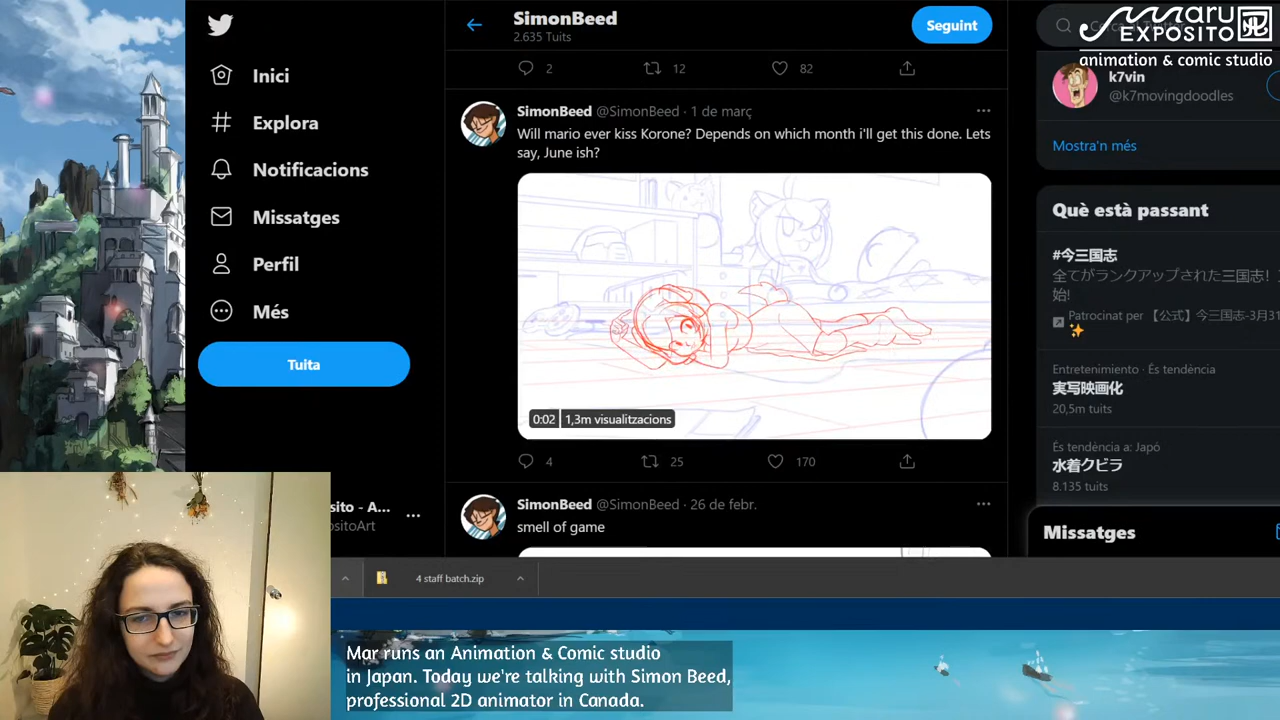 SimonBeed
2.635 Tuits
Seguint
maru
EXPOSITO
animation & comic studio
Inici
Explora
Notificacions
Missatges
Perfil
Més
Tuita
2
12
82
SimonBeed @SimonBeed · 1 de març
Will mario ever kiss Korone? Depends on which month i'll get this done. Lets
say, June ish?
0:02
1,3m visualitzacions
4
25
170
SimonBeed @SimonBeed · 26 de febr.
smell of game
k7vin
@k7movingdoodles
Mostra'n més
Què està passant
#今三国志
全てがランクアップされた三国志!
始!
Patrocinat per 【公式】今三国志-3月31
Entretenimiento · És tendència
実写映画化
20,5m tuits
És tendència a: Japó
水着クビラ
8.135 tuits
Missatges
sito - A...
ositoArt
4 staff batch.zip
Mar runs an Animation & Comic studio
in Japan. Today we're talking with Simon Beed,
professional 2D animator in Canada.